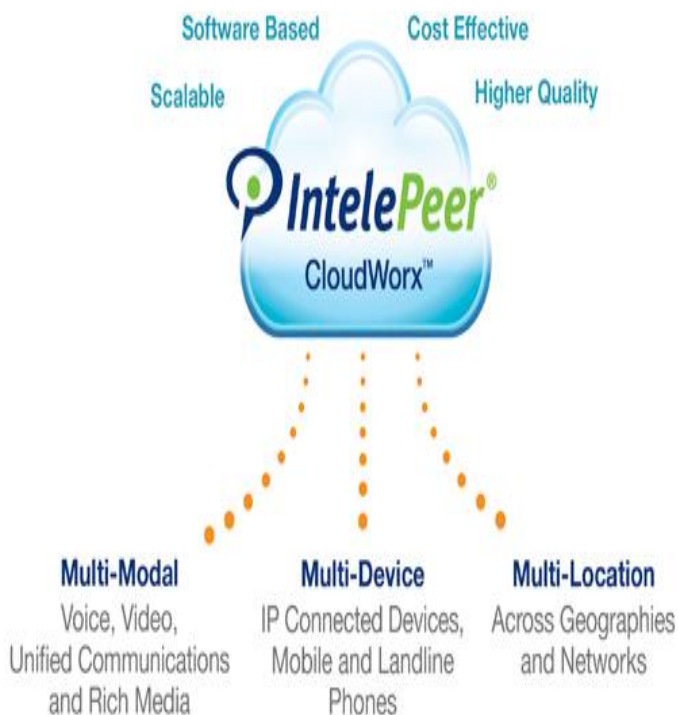 Software Based
Cost Effective
Scalable
Higher Quality
IntelePeer®
CloudWorx™
Multi-Modal
Voice, Video,
Unified Communications
and Rich Media
Multi-Device
IP Connected Devices,
Mobile and Landline
Phones
Multi-Location
Across Geographies
and Networks